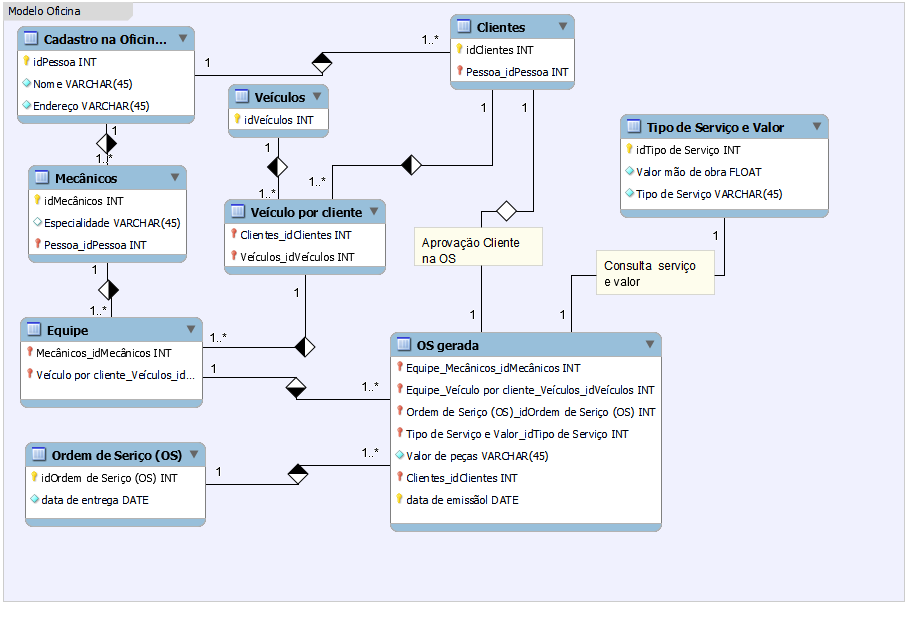 Modelo Oficina
Cadastro na Oficin...
idPessoa INT
Nome VARCHAR(45)
Endereço VARCHAR(45)
1
1..*
Clientes
idClientes INT
Pessoa_idPessoa INT
Veículos
idVeículos INT
1
1..*
1
1..*
Mecânicos
idMecânicos INT
Especialidade VARCHAR(45)
Pessoa_idPessoa INT
1
1..*
1
1..*
1
1
Tipo de Serviço e Valor
idTipo de Serviço INT
Valor mão de obra FLOAT
Tipo de Serviço VARCHAR(45)
Veículo por cliente
Clientes_idClientes INT
Veículos_idVeículos INT
Aprovação Cliente
na OS
1
Consulta serviço
e valor
1
1
Equipe
Mecânicos_idMecânicos INT
Veículo por cliente_Veículos_id...
1
1..*
1
1..*
OS gerada
Equipe_Mecânicos_idMecânicos INT
Equipe_Veículo por cliente_Veículos_idVeículos INT
Ordem de Seriço (OS)_idOrdem de Seriço (OS) INT
Tipo de Serviço e Valor_idTipo de Serviço INT
Valor de peças VARCHAR(45)
Clientes_idClientes INT
data de emissãol DATE
Ordem de Seriço (OS)
idOrdem de Seriço (OS) INT
data de entrega DATE
1
1..*